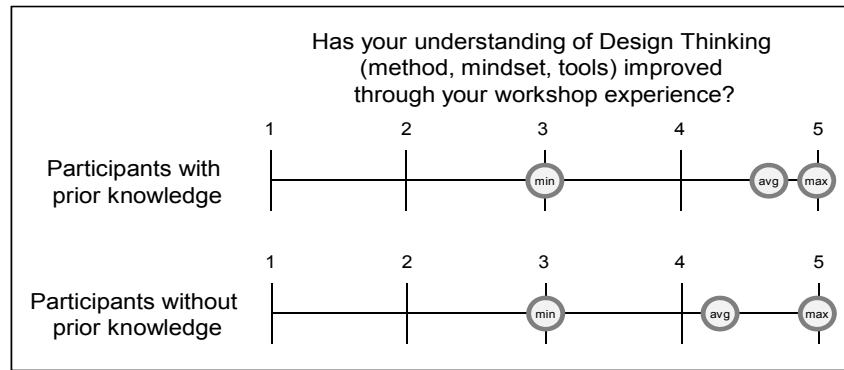 Has your understanding of Design Thinking
(method, mindset, tools) improved
through your workshop experience?
1 2 3 4 5
Participants with
prior knowledge
min avg max
1 2 3 4 5
Participants without
prior knowledge
min avg max